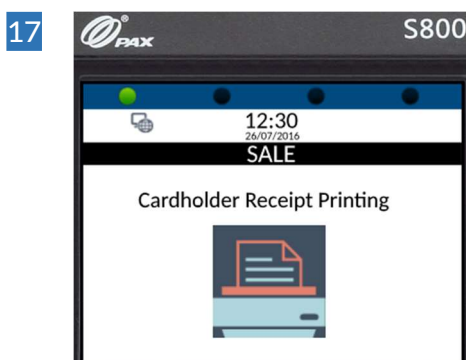 17
PAX®
S800
12:30
26/07/2016
SALE
Cardholder Receipt Printing